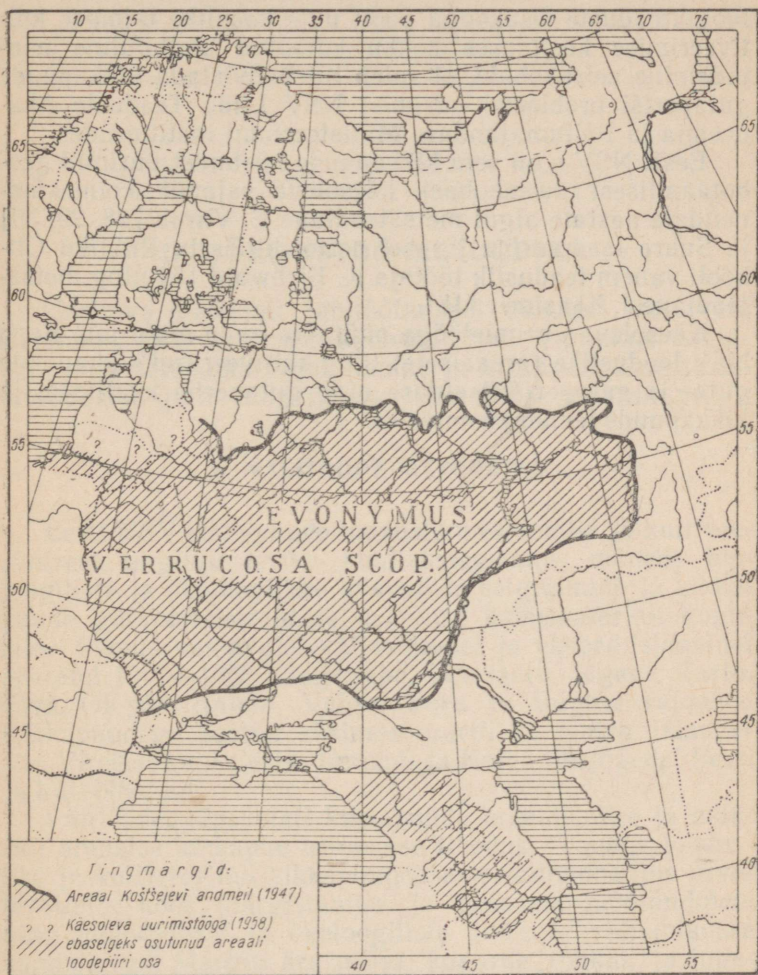 10 15 20 25 30 35 40 45 50 55 60 65 70 75
65
65
60
60
55
55
? ? ?
EVONYMUS
VERRUCOSA SCOP.
50
50
45
45
40
Tingmärgid:
Areaal Koštšejevi andmeil (1947)
? ? Käesoleva uurimistööga (1958)
ebaselgeks osutunud areaali
loodepiiri osa
40 45 50 55